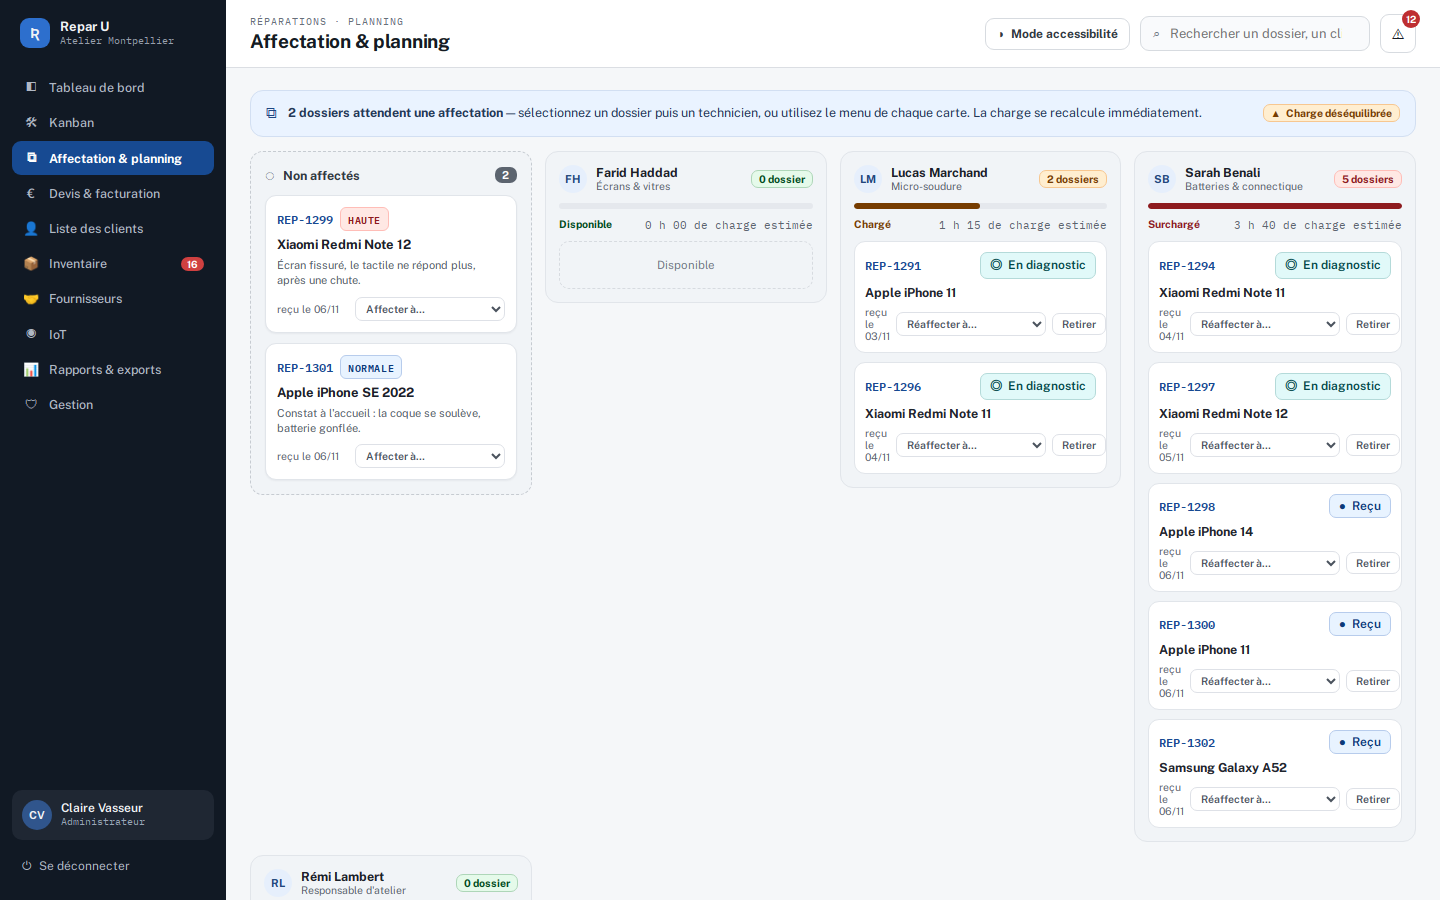 Repar U
Atelier Montpellier
Tableau de bord
Kanban
Affectation & planning
Devis & facturation
Liste des clients
Inventaire 16
Fournisseurs
IoT
Rapports & exports
Gestion
CV
Claire Vasseur
Administrateur
Se déconnecter
RÉPARATIONS · PLANNING
Affectation & planning
Mode accessibilité
Rechercher un dossier, un cl
12
2 dossiers attendent une affectation — sélectionnez un dossier puis un technicien, ou utilisez le menu de chaque carte. La charge se recalcule immédiatement.
▲ Charge déséquilibrée
Non affectés 2
REP-1299 HAUTE
Xiaomi Redmi Note 12
Écran fissuré, le tactile ne répond plus,
après une chute.
reçu le 06/11 Affecter à...
REP-1301 NORMALE
Apple iPhone SE 2022
Constat à l'accueil : la coque se soulève,
batterie gonflée.
reçu le 06/11 Affecter à...
FH
Farid Haddad
Écrans & vitres
0 dossier
Disponible 0 h 00 de charge estimée
Disponible
LM
Lucas Marchand
Micro-soudure
2 dossiers
Chargé 1 h 15 de charge estimée
REP-1291 En diagnostic
Apple iPhone 11
reçu
le
03/11
Réaffecter à... Retirer
REP-1296 En diagnostic
Xiaomi Redmi Note 11
reçu
le
04/11
Réaffecter à... Retirer
SB
Sarah Benali
Batteries & connectique
5 dossiers
Surchargé 3 h 40 de charge estimée
REP-1294 En diagnostic
Xiaomi Redmi Note 11
reçu
le
04/11
Réaffecter à... Retirer
REP-1297 En diagnostic
Xiaomi Redmi Note 12
reçu
le
05/11
Réaffecter à... Retirer
REP-1298 Reçu
Apple iPhone 14
reçu
le
06/11
Réaffecter à... Retirer
REP-1300 Reçu
Apple iPhone 11
reçu
le
06/11
Réaffecter à... Retirer
REP-1302 Reçu
Samsung Galaxy A52
reçu
le
06/11
Réaffecter à... Retirer
RL
Rémi Lambert
Responsable d'atelier
0 dossier